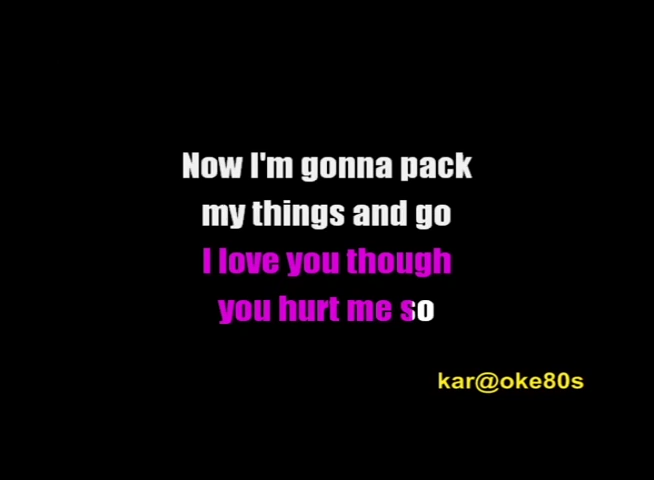 Now I'm gonna pack
my things and go
I love you though
you hurt me so
kar@oke80s